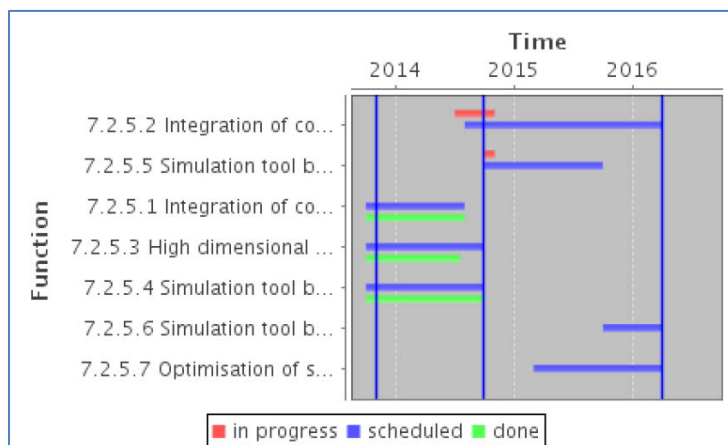 Time
2014 2015 2016
Function
7.2.5.2 Integration of co...
7.2.5.5 Simulation tool b...
7.2.5.1 Integration of co...
7.2.5.3 High dimensional ...
7.2.5.4 Simulation tool b...
7.2.5.6 Simulation tool b...
7.2.5.7 Optimisation of s...
in progress scheduled done